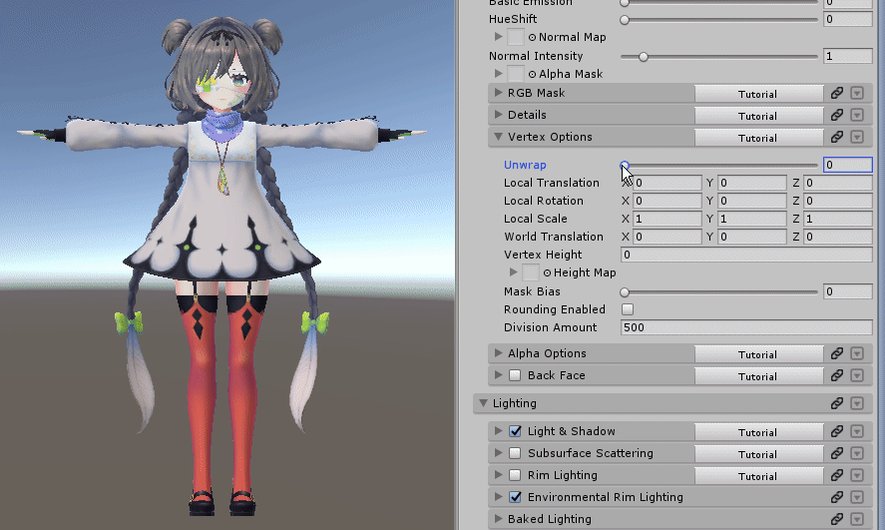 Basic Emission 0
HueShift 0
Normal Map
Normal Intensity 1
Alpha Mask
RGB Mask Tutorial
Details Tutorial
Vertex Options Tutorial
Unwrap 0
Local Translation X 0 Y 0 Z 0
Local Rotation X 0 Y 0 Z 0
Local Scale X 1 Y 1 Z 1
World Translation X 0 Y 0 Z 0
Vertex Height 0
Height Map
Mask Bias 0
Rounding Enabled
Division Amount 500
Alpha Options Tutorial
Back Face Tutorial
Lighting
Light & Shadow Tutorial
Subsurface Scattering Tutorial
Rim Lighting Tutorial
Environmental Rim Lighting
Baked Lighting Tutorial